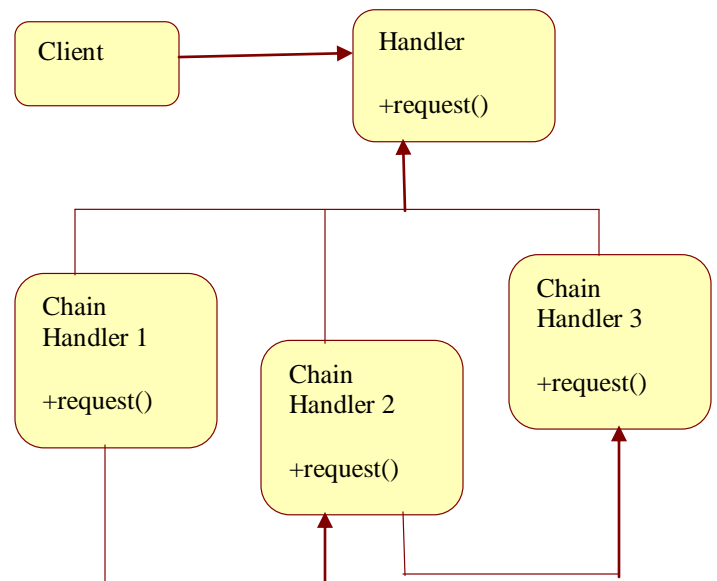 Client
Handler
+request()
Chain
Handler 1
+request()
Chain
Handler 2
+request()
Chain
Handler 3
+request()